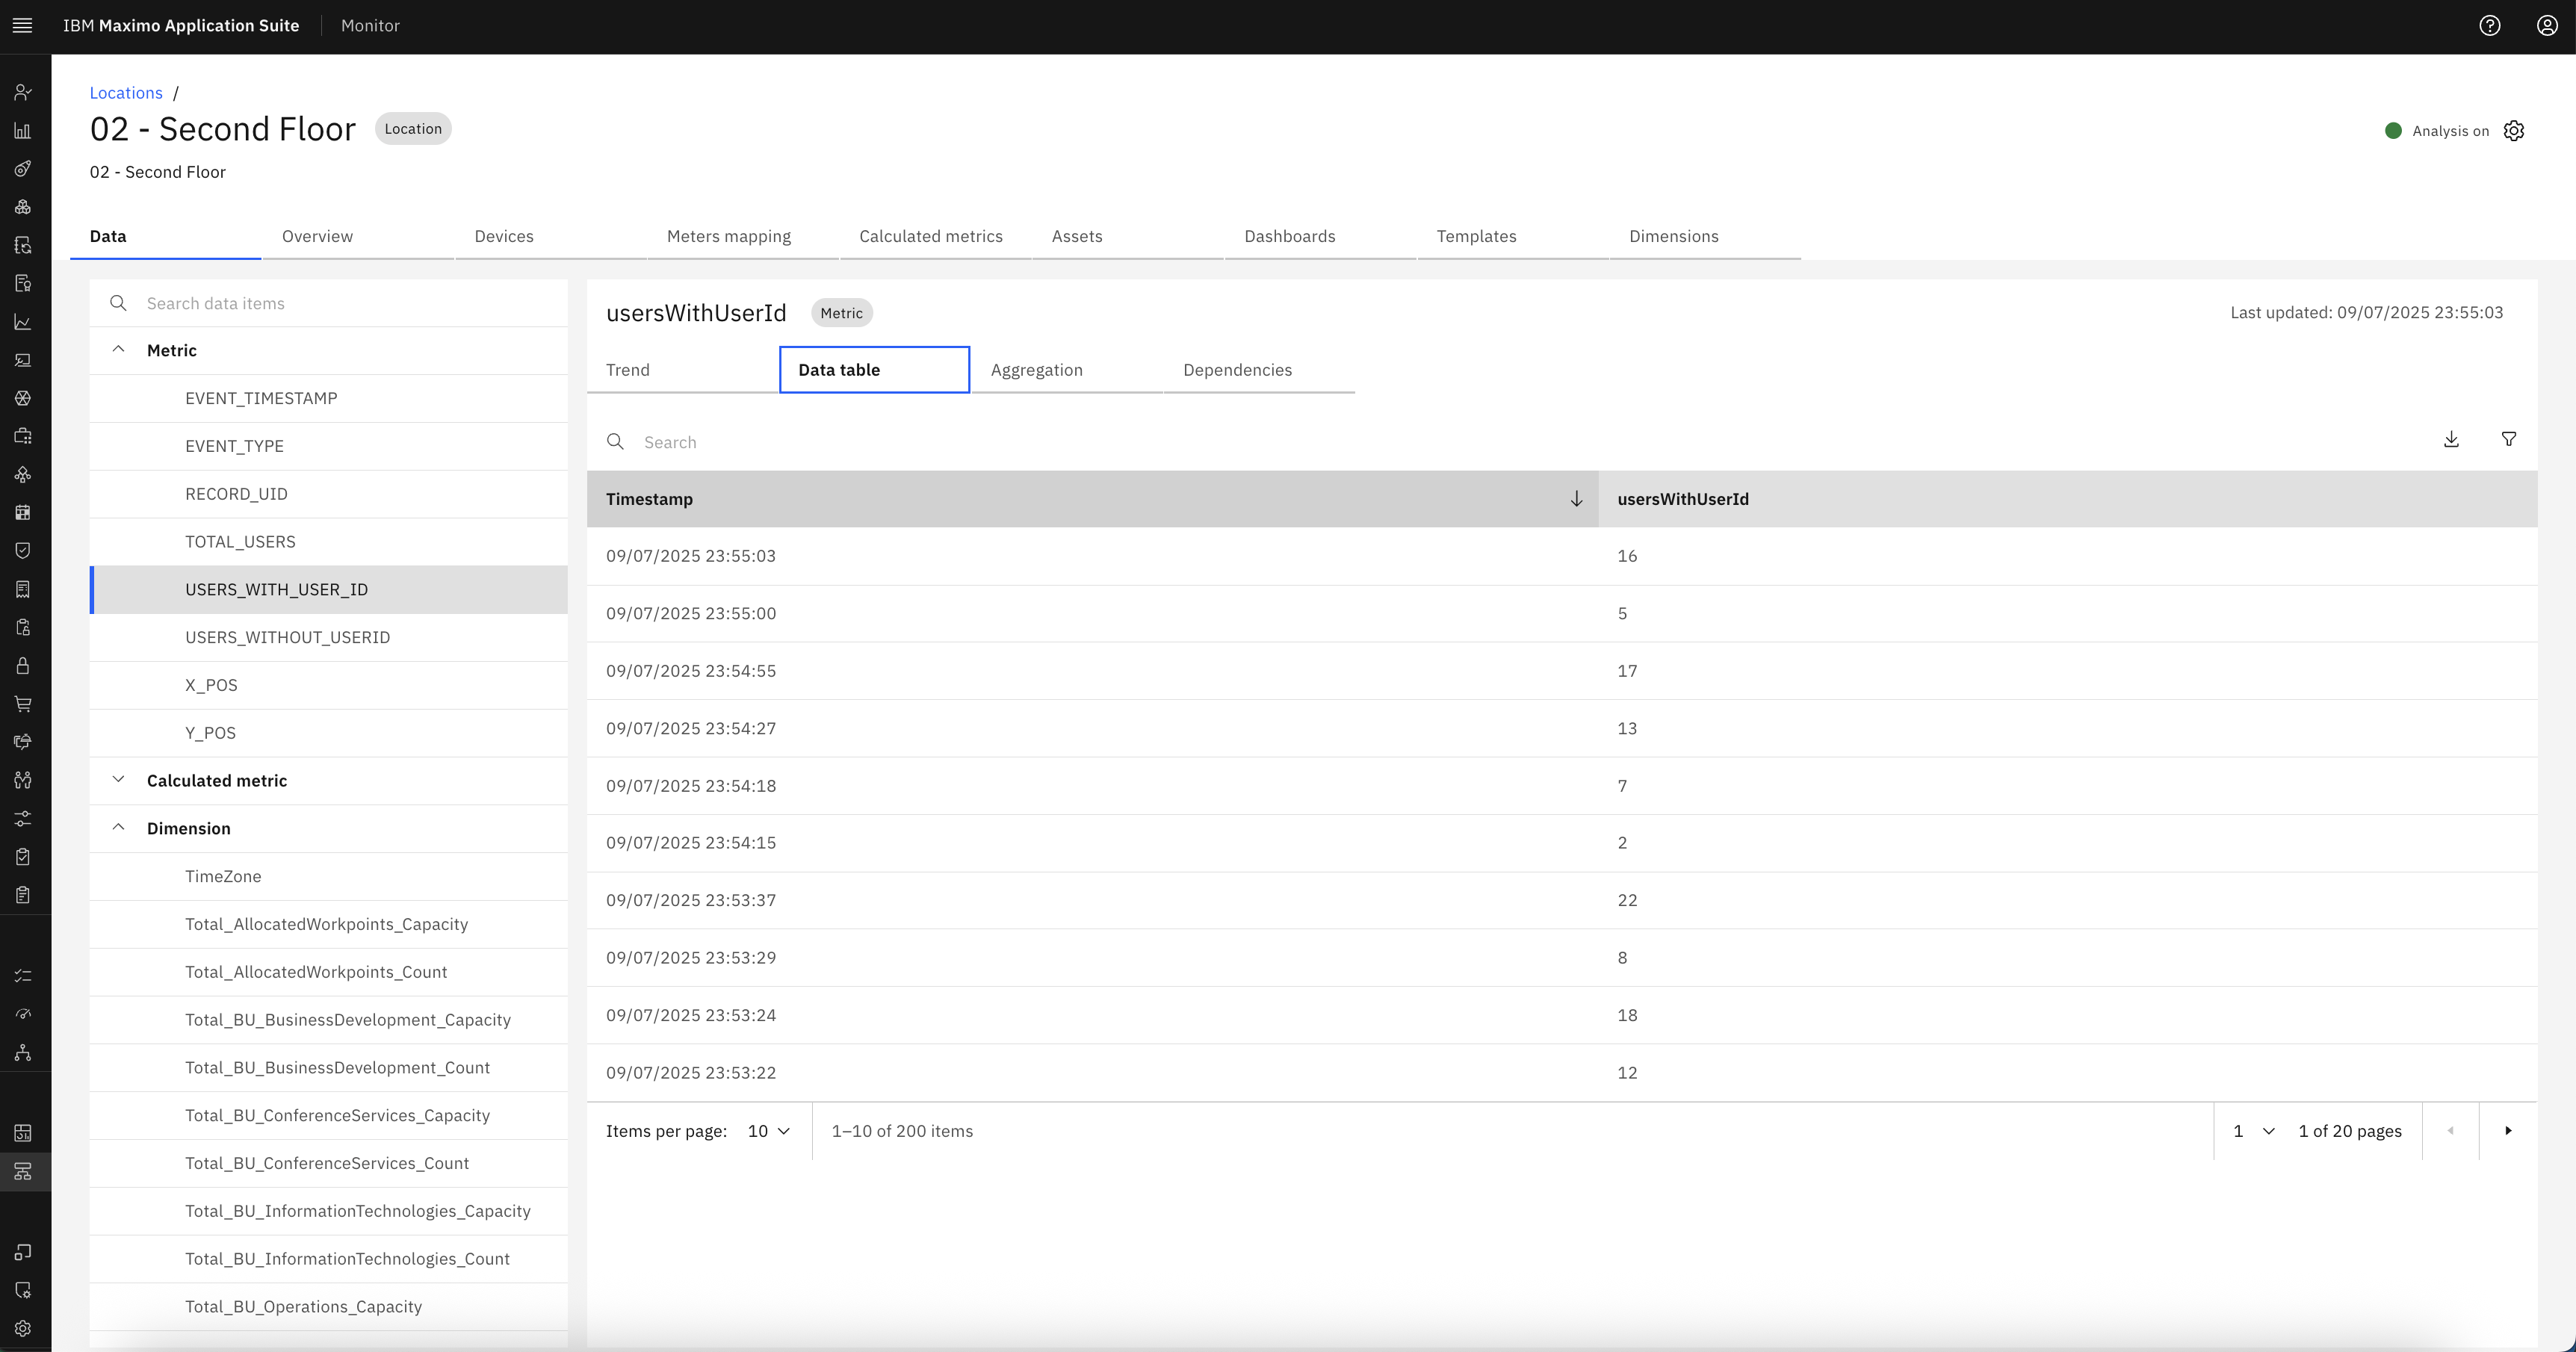 IBM Maximo Application Suite Monitor
Locations /
02 - Second Floor Location
Analysis on
02 - Second Floor
Data Overview Devices Meters mapping Calculated metrics Assets Dashboards Templates Dimensions
Search data items
Metric
EVENT_TIMESTAMP
EVENT_TYPE
RECORD_UID
TOTAL_USERS
USERS_WITH_USER_ID
USERS_WITHOUT_USERID
X_POS
Y_POS
Calculated metric
Dimension
TimeZone
Total_AllocatedWorkpoints_Capacity
Total_AllocatedWorkpoints_Count
Total_BU_BusinessDevelopment_Capacity
Total_BU_BusinessDevelopment_Count
Total_BU_ConferenceServices_Capacity
Total_BU_ConferenceServices_Count
Total_BU_InformationTechnologies_Capacity
Total_BU_InformationTechnologies_Count
Total_BU_Operations_Capacity
usersWithUserId Metric
Last updated: 09/07/2025 23:55:03
Trend Data table Aggregation Dependencies
Search
Timestamp usersWithUserId
09/07/2025 23:55:03 16
09/07/2025 23:55:00 5
09/07/2025 23:54:55 17
09/07/2025 23:54:27 13
09/07/2025 23:54:18 7
09/07/2025 23:54:15 2
09/07/2025 23:53:37 22
09/07/2025 23:53:29 8
09/07/2025 23:53:24 18
09/07/2025 23:53:22 12
Items per page: 10 1–10 of 200 items 1 1 of 20 pages